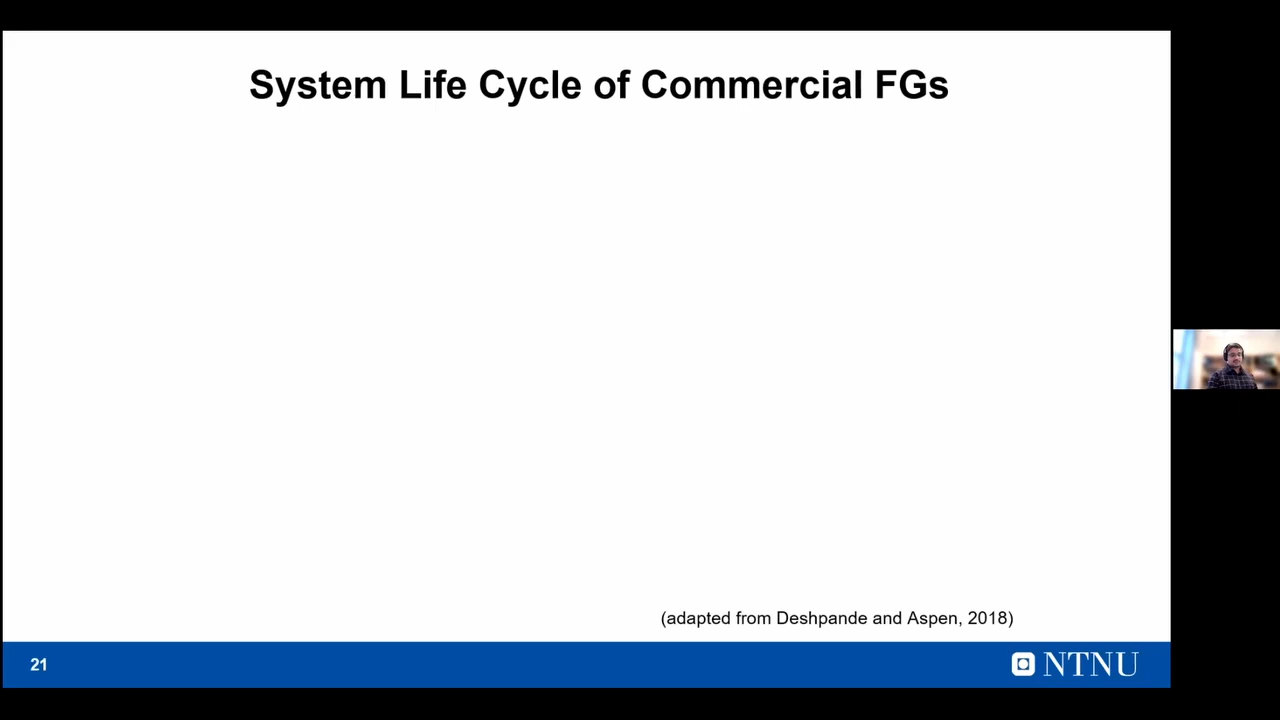 System Life Cycle of Commercial FGs
(adapted from Deshpande and Aspen, 2018)
21
NTNU